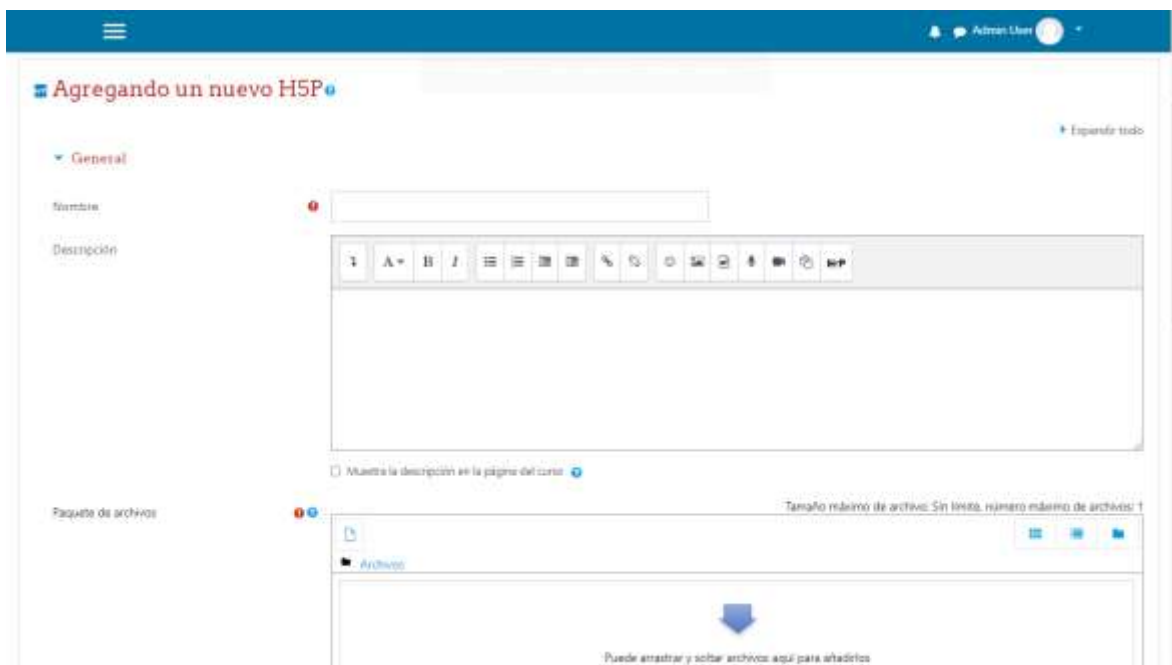 Admin User
Agregando un nuevo H5P
Expandir todo
General
Nombre
Descripción
A B I H-P
Muestra la descripción en la página del curso
Paquete de archivos
Tamaño máximo de archivo: Sin límite, número máximo de archivos: 1
Archivos
Puede arrastrar y soltar archivos aquí para añadirlos